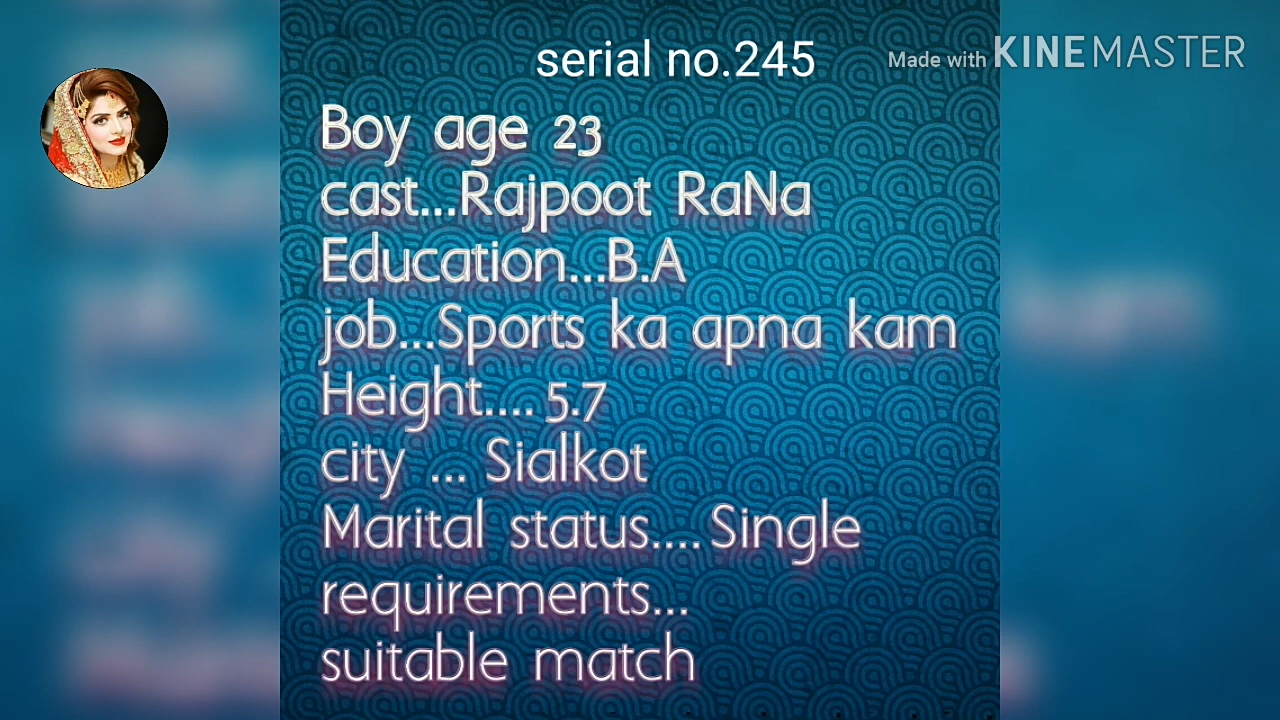 serial no.245
Made with KINEMASTER
Boy age 23
cast...Rajpoot RaNa
Education...B.A
job...Sports ka apna kam
Height.... 5.7
city ... Sialkot
Marital status.... Single
requirements...
suitable match